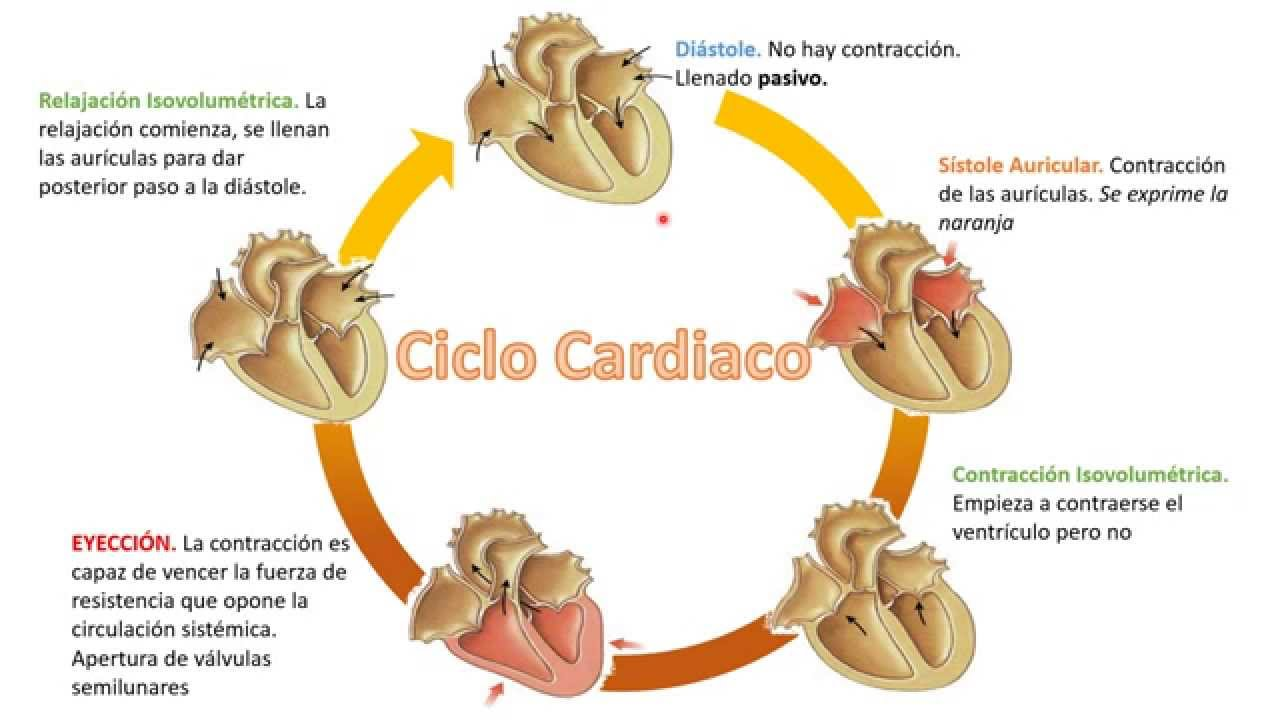 Diástole. No hay contracción.
Llenado pasivo.
Relajación Isovolumétrica. La
relajación comienza, se llenan
las aurículas para dar
posterior paso a la diástole.
Sístole Auricular. Contracción
de las aurículas. Se exprime la
naranja
Ciclo Cardiaco
Contracción Isovolumétrica.
Empieza a contraerse el
ventrículo pero no
EYECCIÓN. La contracción es
capaz de vencer la fuerza de
resistencia que opone la
circulación sistémica.
Apertura de válvulas
semilunares